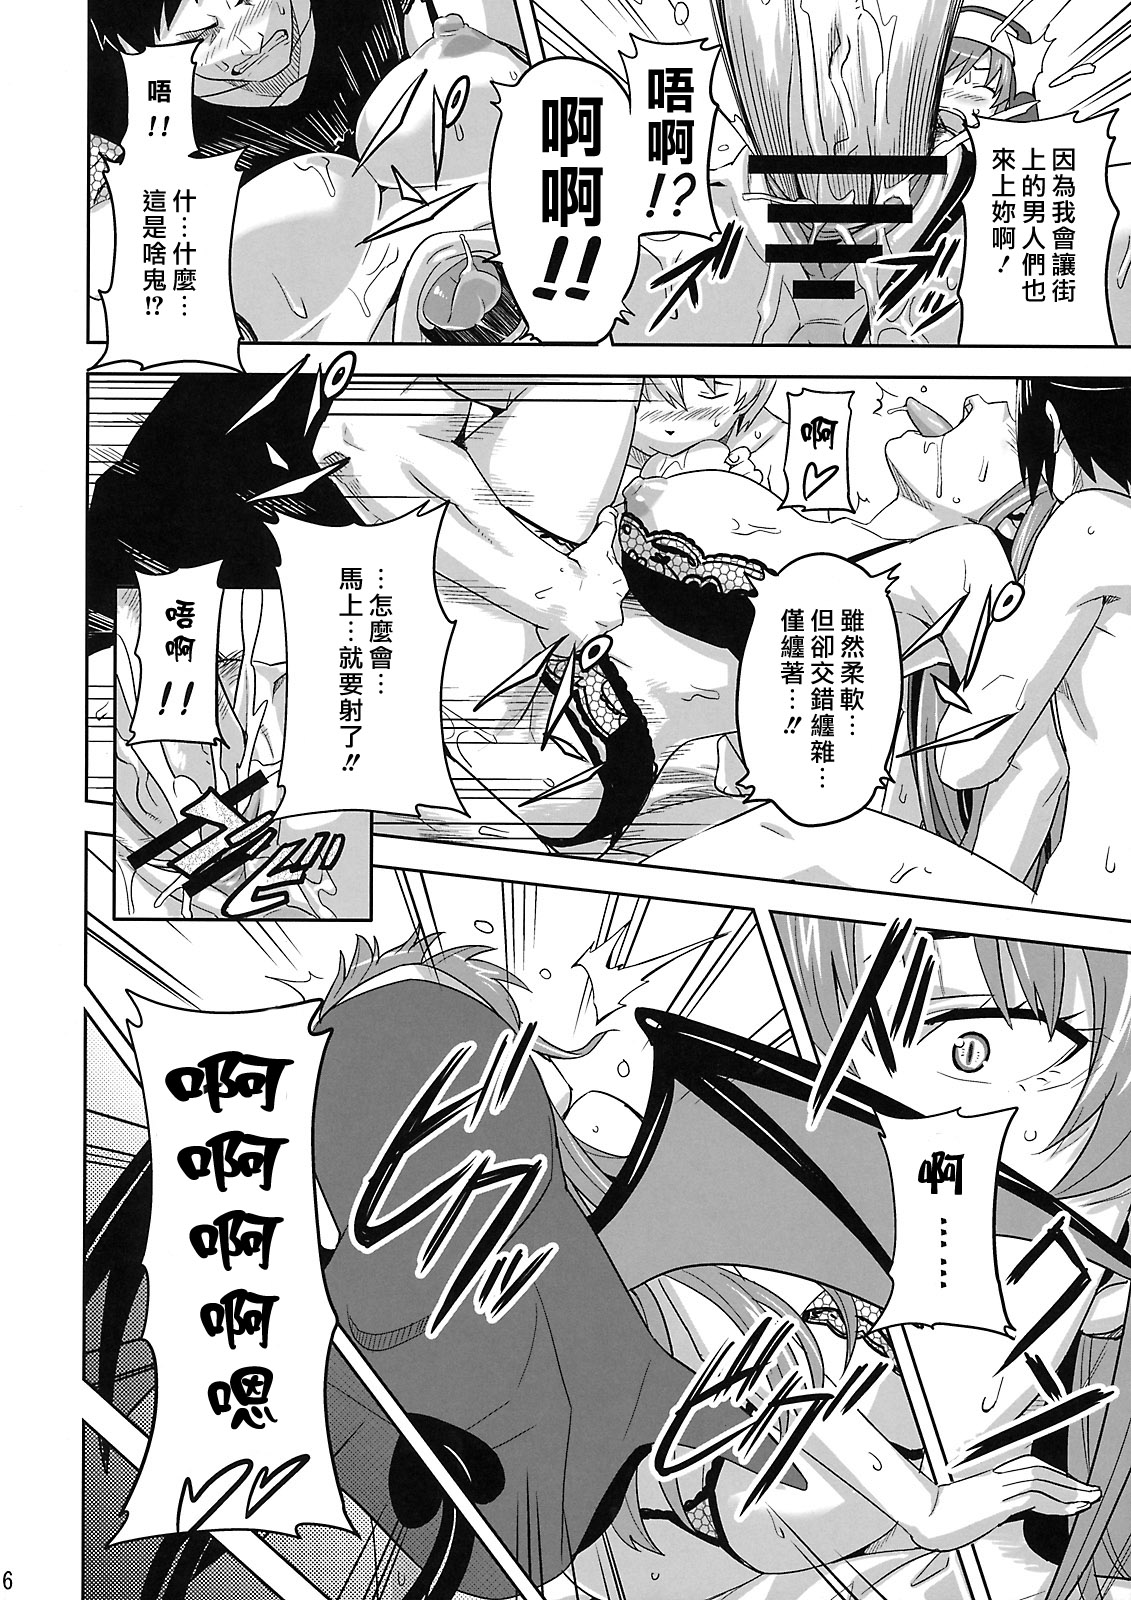 因為我會讓街
上的男人們也
來上妳啊!
唔啊!?
啊啊!!
唔!!
什…什麼…
這是啥鬼!?
啊♡
雖然柔軟…
但卻交錯纏雜…
僅纏著…!!
…怎麼會…
馬上…就要射了!!
唔啊!!
啊……
啊啊啊啊嗯♡♡
6